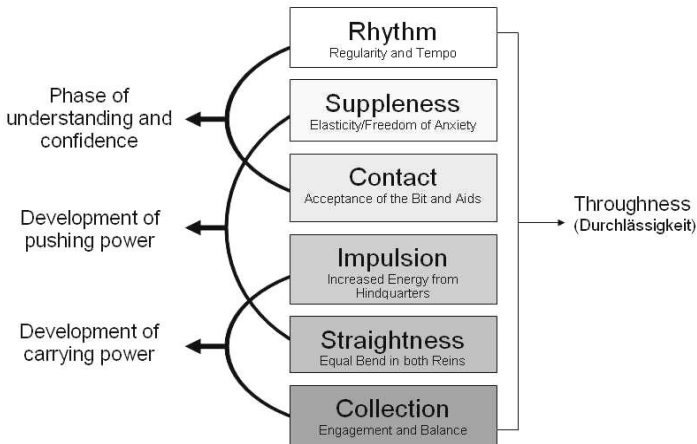 Rhythm
Regularity and Tempo
Suppleness
Elasticity/Freedom of Anxiety
Contact
Acceptance of the Bit and Aids
Impulsion
Increased Energy from
Hindquarters
Straightness
Equal Bend in both Reins
Collection
Engagement and Balance
Phase of
understanding and
confidence
Development of
pushing power
Development of
carrying power
Throughness
(Durchlässigkeit)